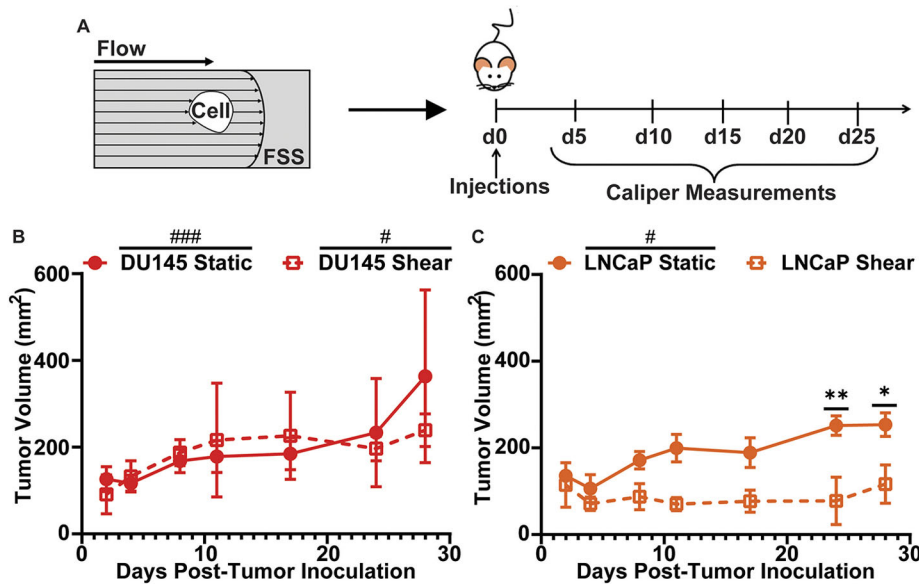 A
Flow
Cell
FSS
d0 d5 d10 d15 d20 d25
Injections
Caliper Measurements
B
###
#
DU145 Static
DU145 Shear
Tumor Volume (mm²)
600
400
200
0
0 10 20 30
Days Post-Tumor Inoculation
C
#
LNCaP Static
LNCaP Shear
Tumor Volume (mm²)
600
400
200
0
** *
0 10 20 30
Days Post-Tumor Inoculation